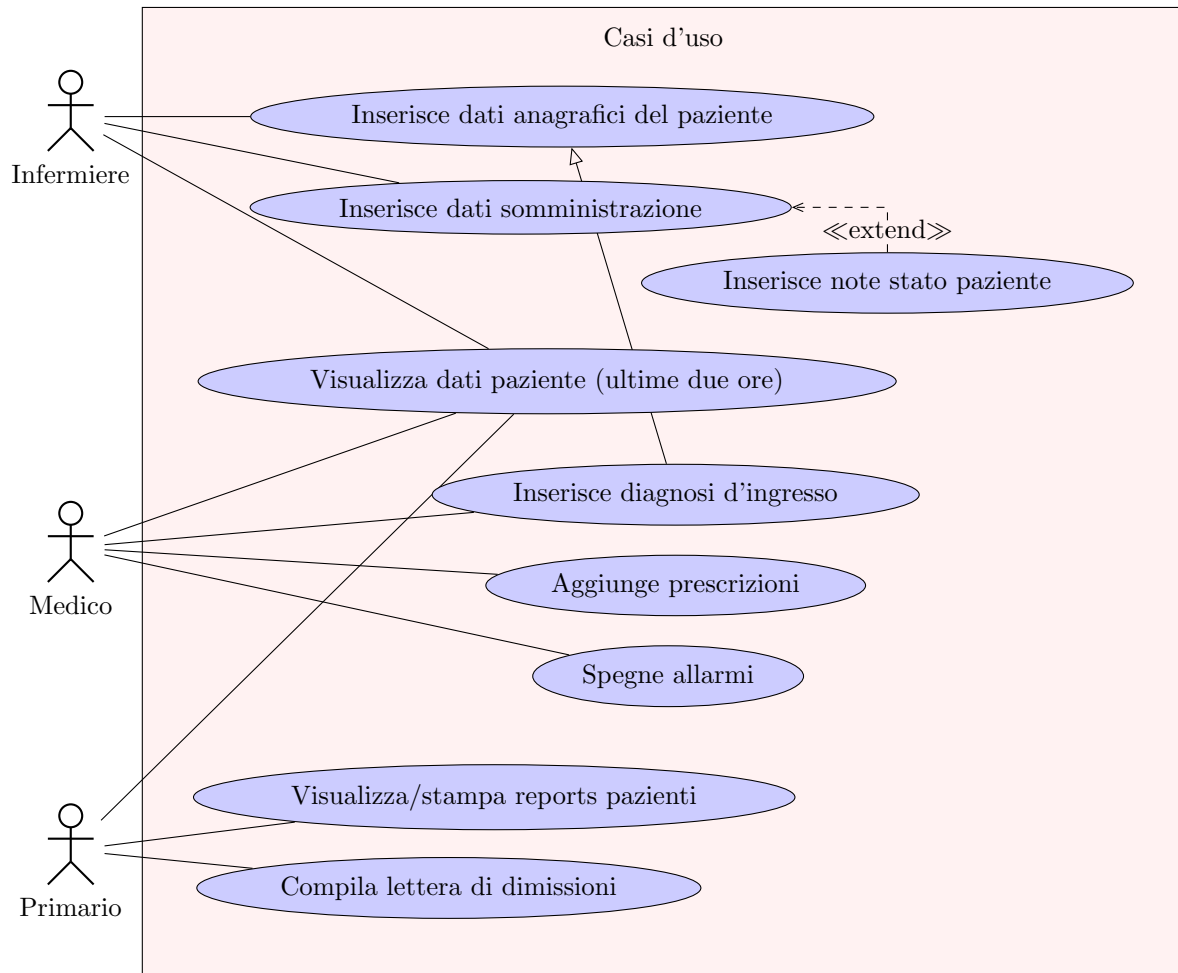 Casi d'uso
Inserisce dati anagrafici del paziente
Infermiere
Inserisce dati somministrazione
≪extend≫
Inserisce note stato paziente
Visualizza dati paziente (ultime due ore)
Inserisce diagnosi d'ingresso
Aggiunge prescrizioni
Medico
Spegne allarmi
Visualizza/stampa reports pazienti
Compila lettera di dimissioni
Primario